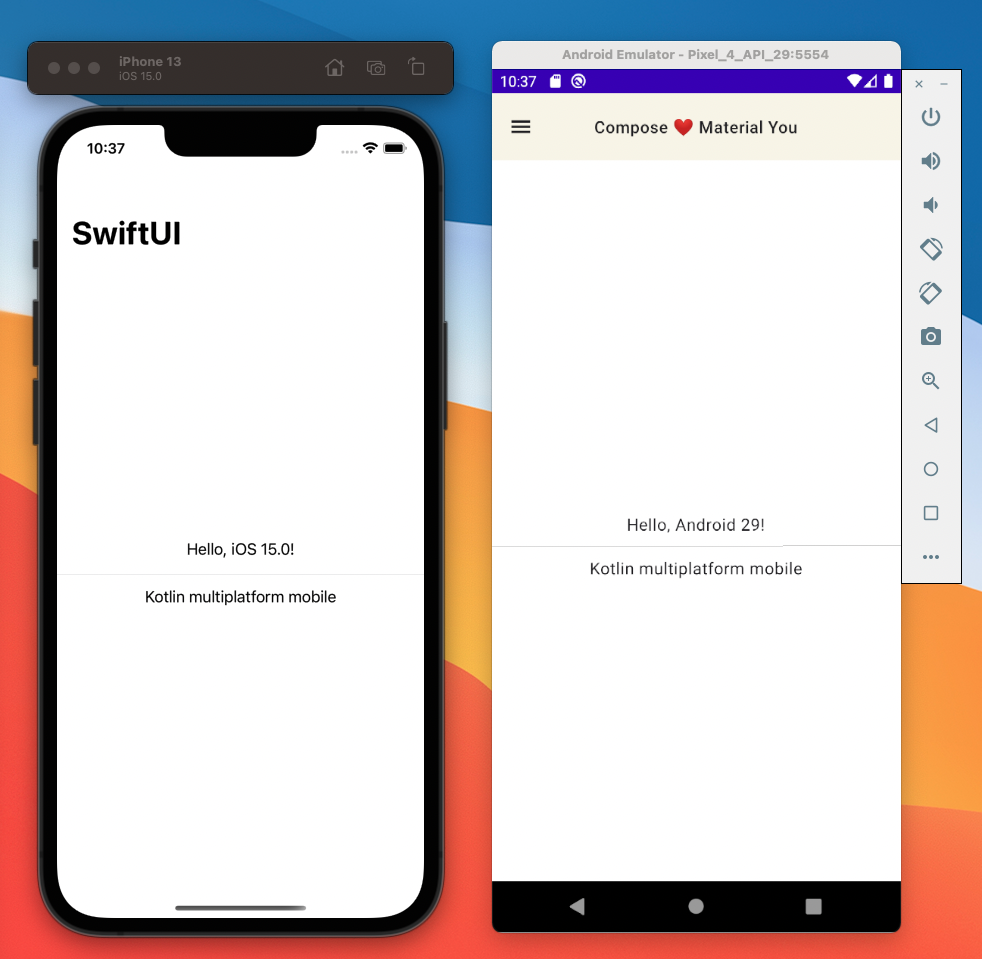 iPhone 13
iOS 15.0
10:37
SwiftUI
Hello, iOS 15.0!
Kotlin multiplatform mobile
Android Emulator - Pixel_4_API_29:5554
10:37
Compose ❤️ Material You
Hello, Android 29!
Kotlin multiplatform mobile